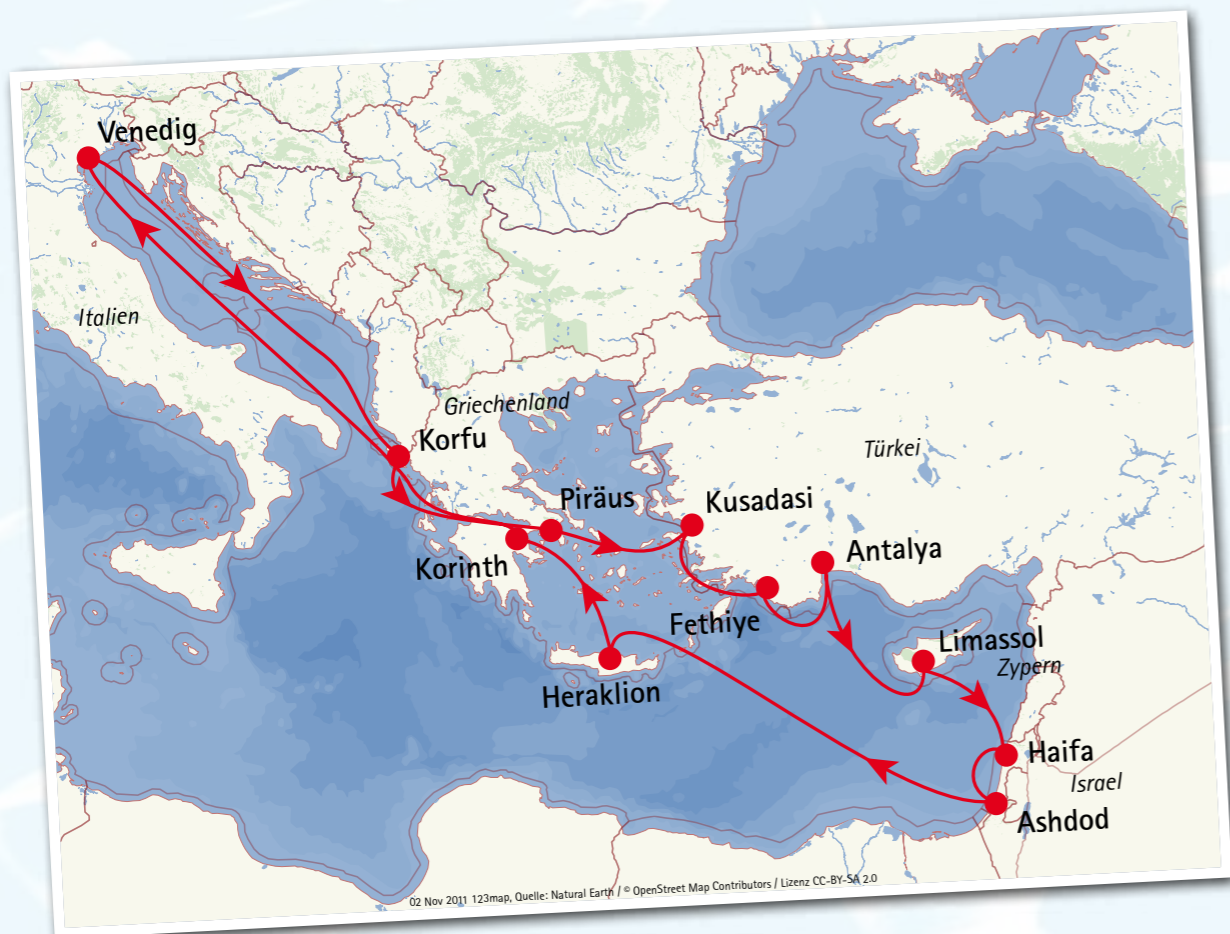 Venedig
Italien
Griechenland
Korfu
Türkei
Piräus
Kusadasi
Korinth
Antalya
Fethiye
Limassol
Zypern
Heraklion
Haifa
Israel
Ashdod
02 Nov 2011 123map, Quelle: Natural Earth / © OpenStreet Map Contributors / Lizenz CC-BY-SA 2.0